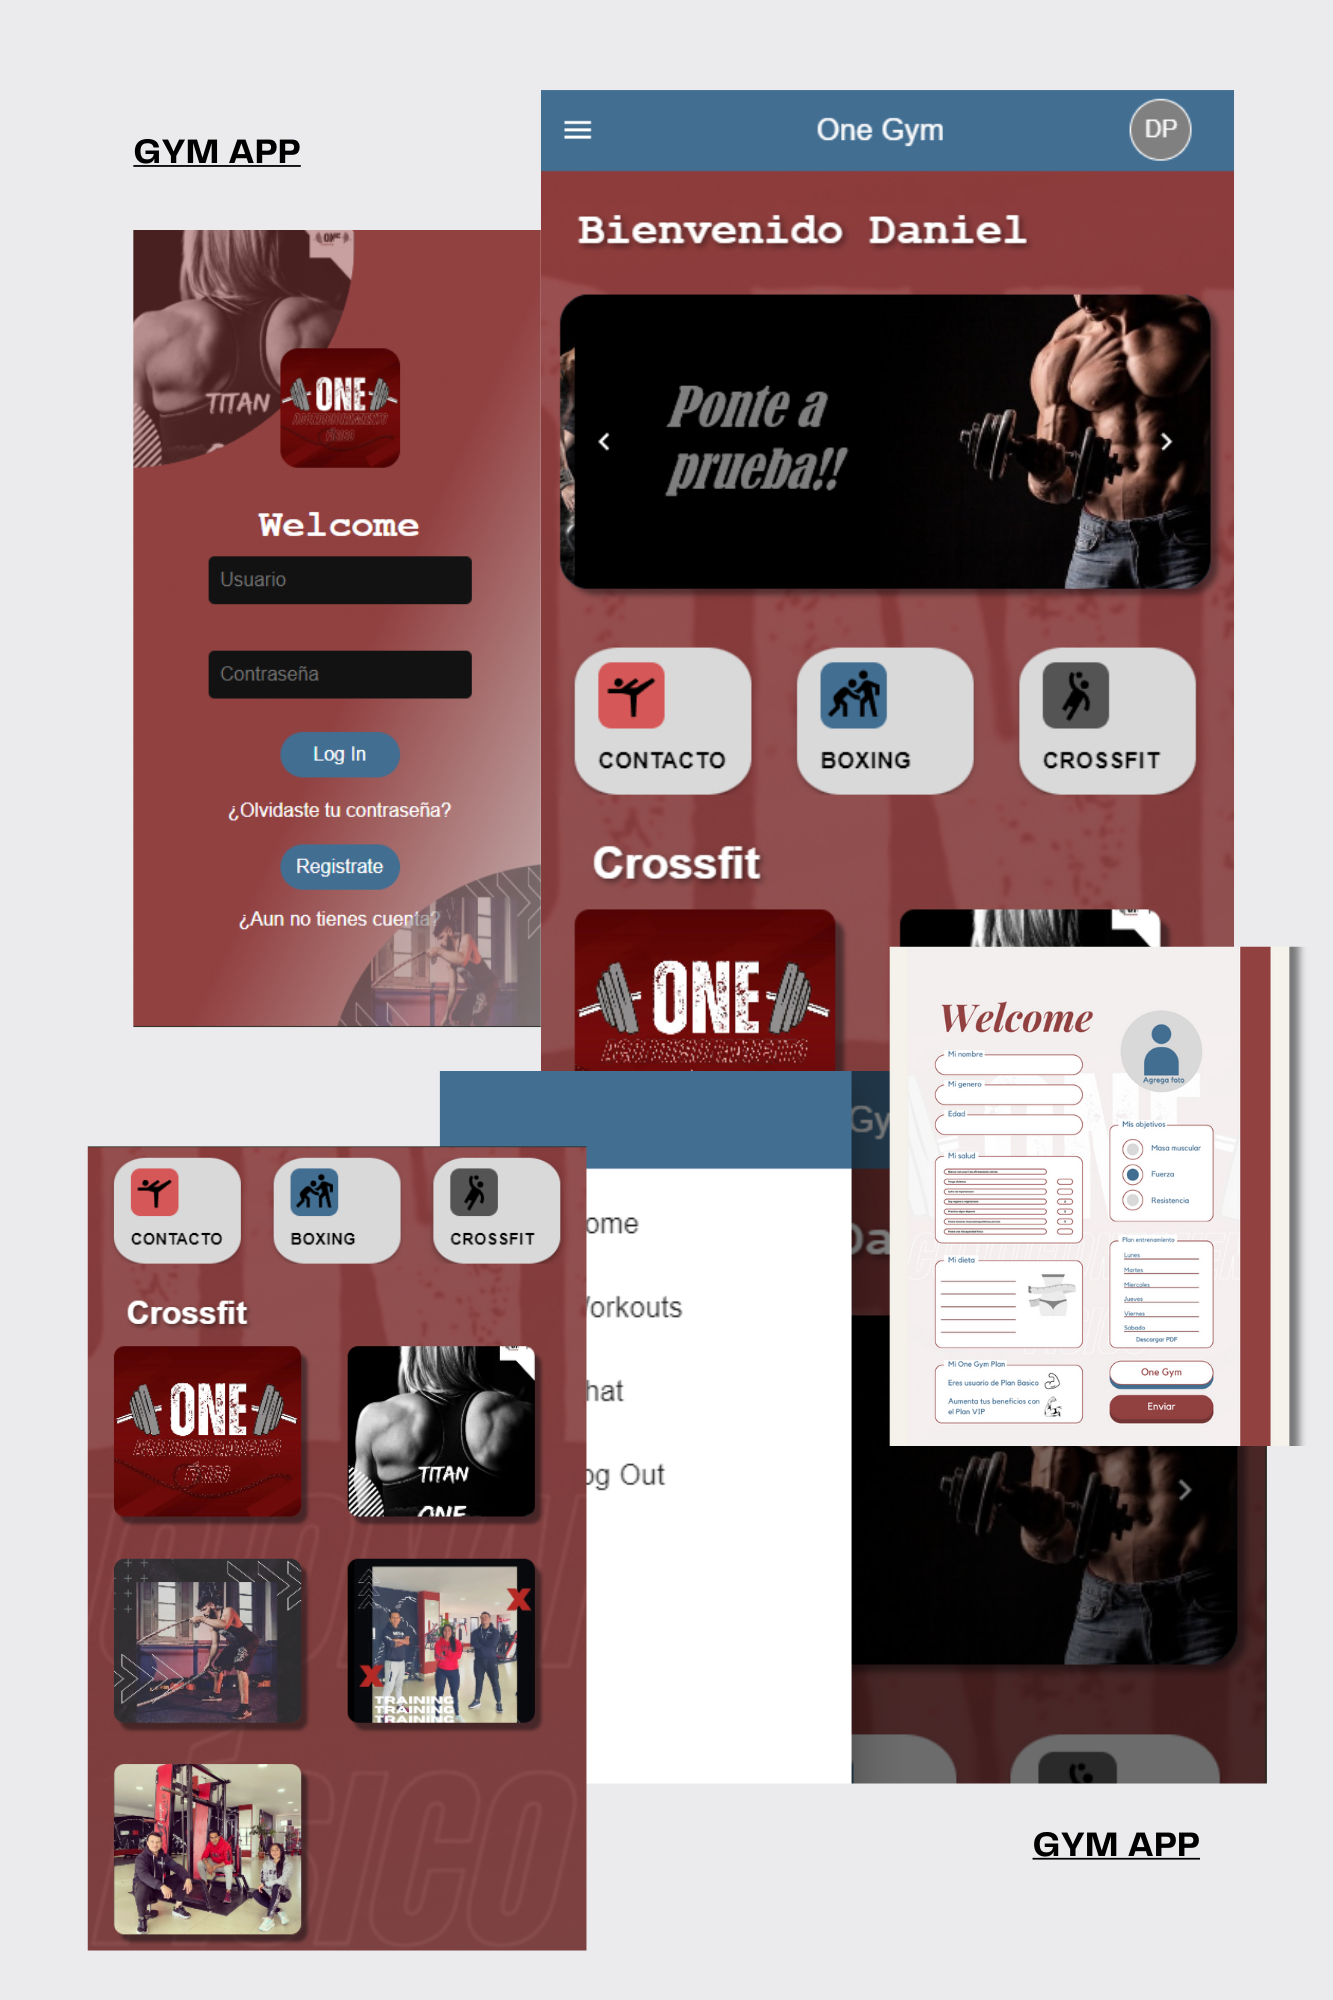 GYM APP
One Gym
DP
Bienvenido Daniel
Ponte a
prueba!!
CONTACTO
BOXING
CROSSFIT
Crossfit
ONE
TITAN
ONE
ACONDICIONAMIENTO
FÍSICO
Welcome
Usuario
Contraseña
Log In
¿Olvidaste tu contraseña?
Registrate
¿Aun no tienes cuenta?
Welcome
Agrega foto
Mi nombre
Mi genero
Edad
Mi salud
Mi dieta
Mi One Gym Plan
Eres usuario de Plan Basico
Aumenta tus beneficios con
el Plan VIP
Mis objetivos
Masa muscular
Fuerza
Resistencia
Plan entrenamiento
Lunes
Martes
Miercoles
Jueves
Viernes
Sabado
Descargar PDF
One Gym
Enviar
Gy
Da
ome
orkouts
hat
og Out
CONTACTO
BOXING
CROSSFIT
Crossfit
ONE
TITAN
ONE
TRAINING
TRAINING
TRAINING
GYM APP